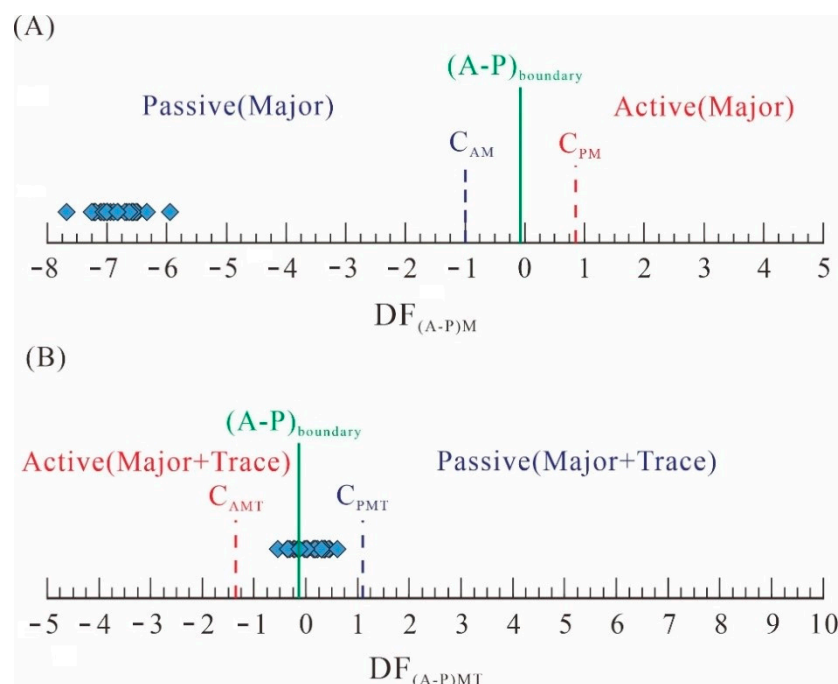 (A)
(A-P)boundary
Passive(Major)
Active(Major)
CAM
CPM
−8 −7 −6 −5 −4 −3 −2 −1 0 1 2 3 4 5
DF(A-P)M
(B)
(A-P)boundary
Active(Major+Trace)
Passive(Major+Trace)
CAMT
CPMT
−5 −4 −3 −2 −1 0 1 2 3 4 5 6 7 8 9 10
DF(A-P)MT